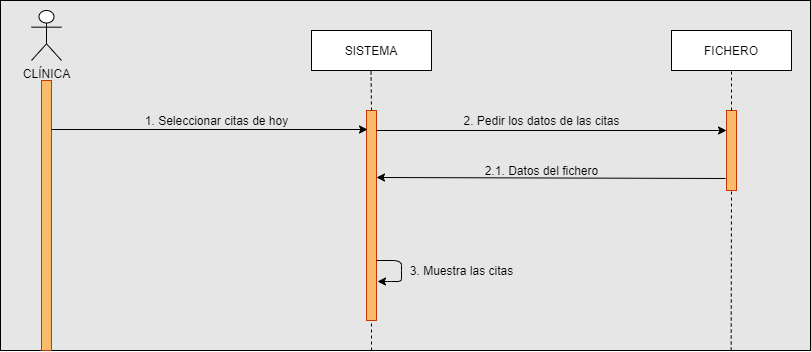 CLÍNICA
SISTEMA
FICHERO
1. Seleccionar citas de hoy
2. Pedir los datos de las citas
2.1. Datos del fichero
3. Muestra las citas